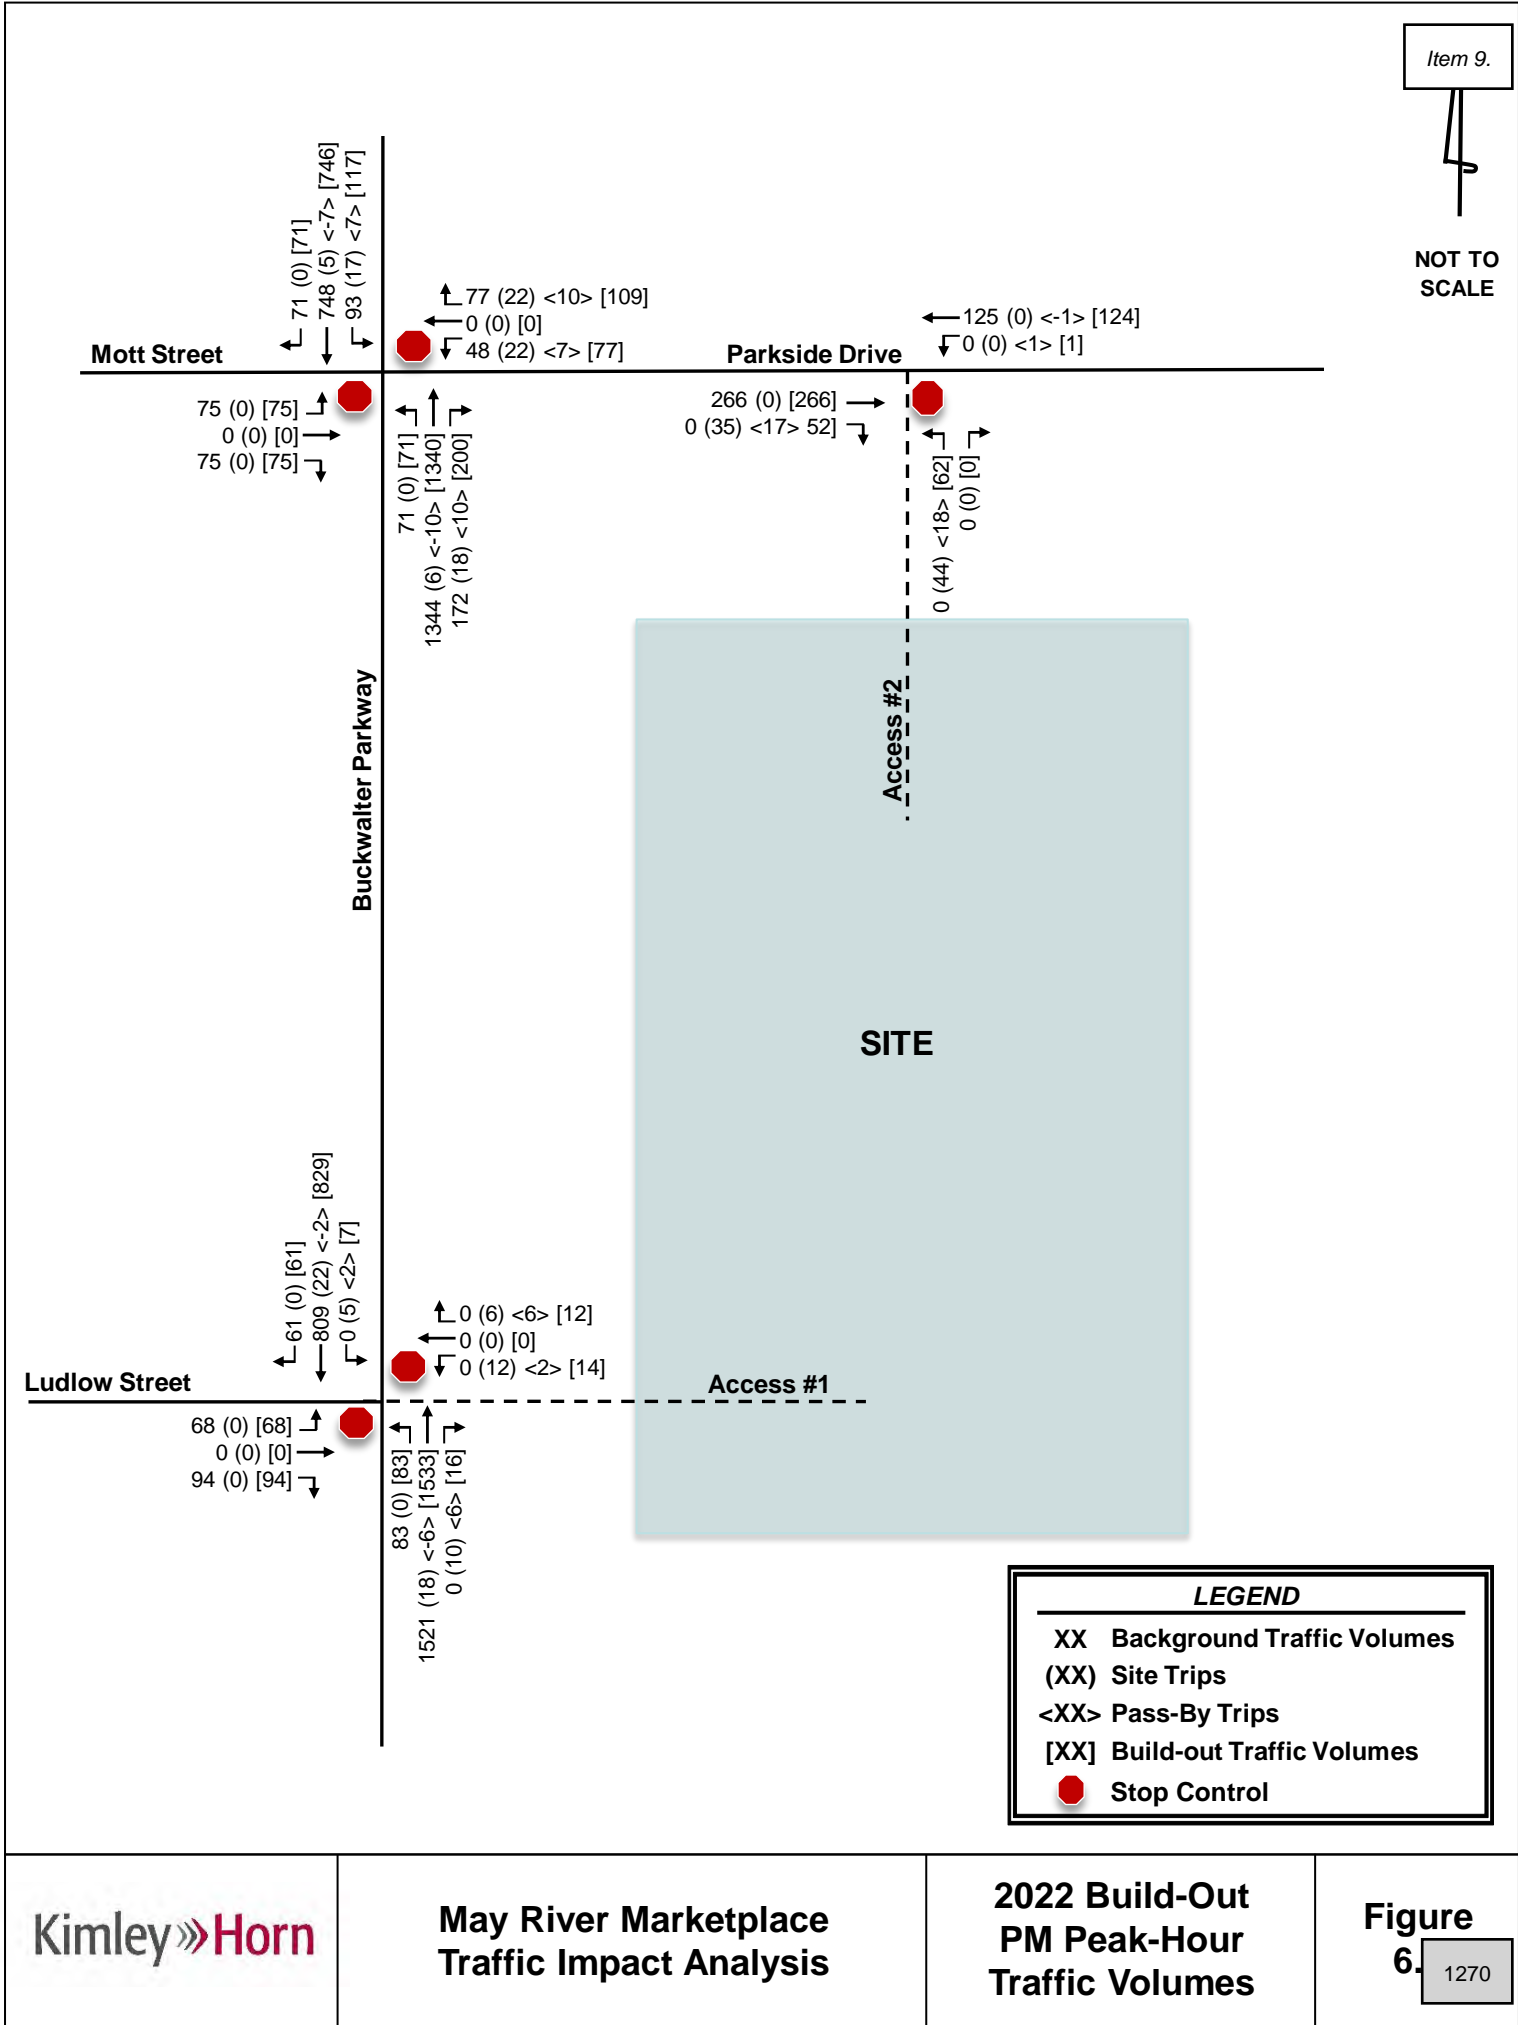 Item 9.
NOT TO
SCALE
71 (0) [71]
748 (5) <-7> [746]
93 (17) <7> [117]
77 (22) <10> [109]
0 (0) [0]
48 (22) <7> [77]
Mott Street
Parkside Drive
125 (0) <-1> [124]
0 (0) <1> [1]
75 (0) [75]
0 (0) [0]
75 (0) [75]
71 (0) [71]
1344 (6) <-10> [1340]
172 (18) <10> [200]
266 (0) [266]
0 (35) <17> 52]
0 (44) <18> [62]
0 (0) [0]
Buckwalter Parkway
Access #2
SITE
61 (0) [61]
809 (22) <-2> [829]
0 (5) <2> [7]
0 (6) <6> [12]
0 (0) [0]
0 (12) <2> [14]
Ludlow Street
Access #1
68 (0) [68]
0 (0) [0]
94 (0) [94]
83 (0) [83]
1521 (18) <-6> [1533]
0 (10) <6> [16]
LEGEND
XX Background Traffic Volumes
(XX) Site Trips
<XX> Pass-By Trips
[XX] Build-out Traffic Volumes
Stop Control
Kimley»Horn
May River Marketplace
Traffic Impact Analysis
2022 Build-Out
PM Peak-Hour
Traffic Volumes
Figure
6.
1270